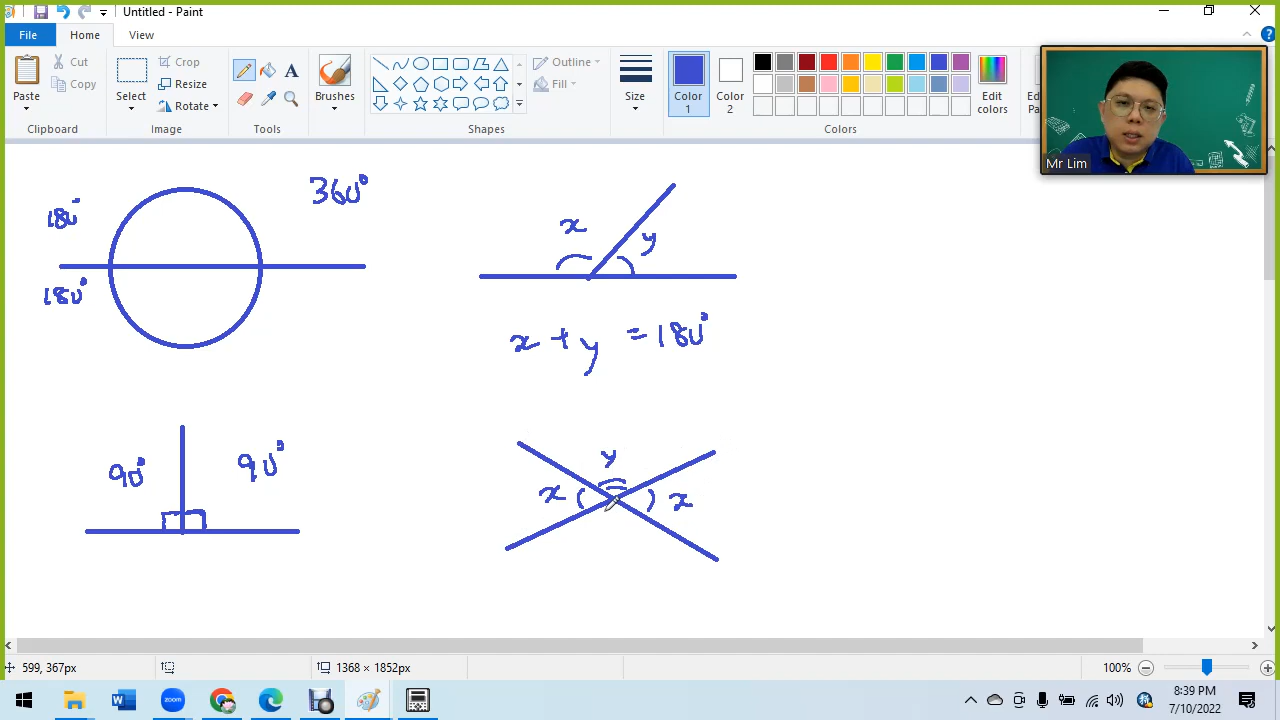 Untitled - Paint
File
Home
View
Paste
Cut
Copy
Clipboard
Select
Crop
Resize
Rotate
Image
A
Tools
Brushes
Shapes
Outline
Fill
Size
Color 1
Color 2
Colors
Edit colors
Mr Lim
360°
180°
180°
x
y
x + y = 180°
90°
90°
y
x
x
599, 367px
1368 × 1852px
100%
W
zoom
8:39 PM
7/10/2022